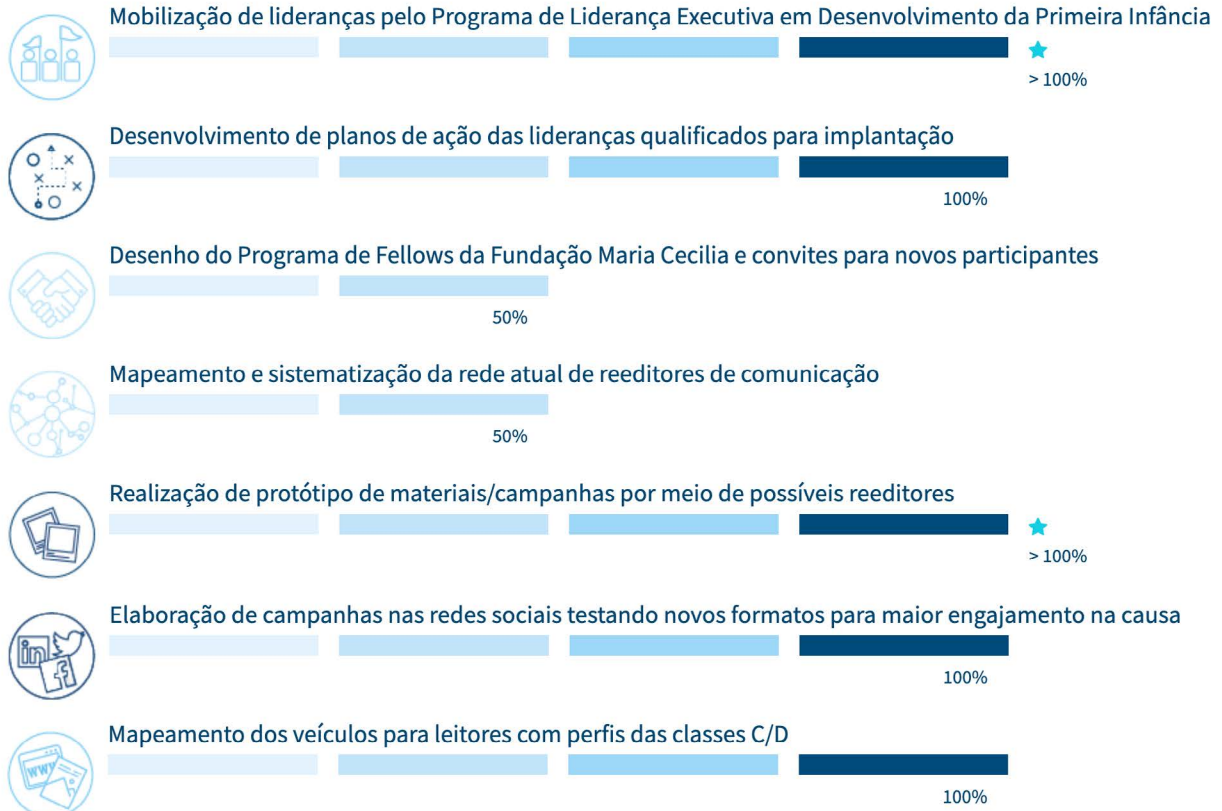 Mobilização de lideranças pelo Programa de Liderança Executiva em Desenvolvimento da Primeira Infância
> 100%
Desenvolvimento de planos de ação das lideranças qualificados para implantação
100%
Desenho do Programa de Fellows da Fundação Maria Cecilia e convites para novos participantes
50%
Mapeamento e sistematização da rede atual de reeditores de comunicação
50%
Realização de protótipo de materiais/campanhas por meio de possíveis reeditores
> 100%
Elaboração de campanhas nas redes sociais testando novos formatos para maior engajamento na causa
in
f
100%
Mapeamento dos veículos para leitores com perfis das classes C/D
WWW
100%